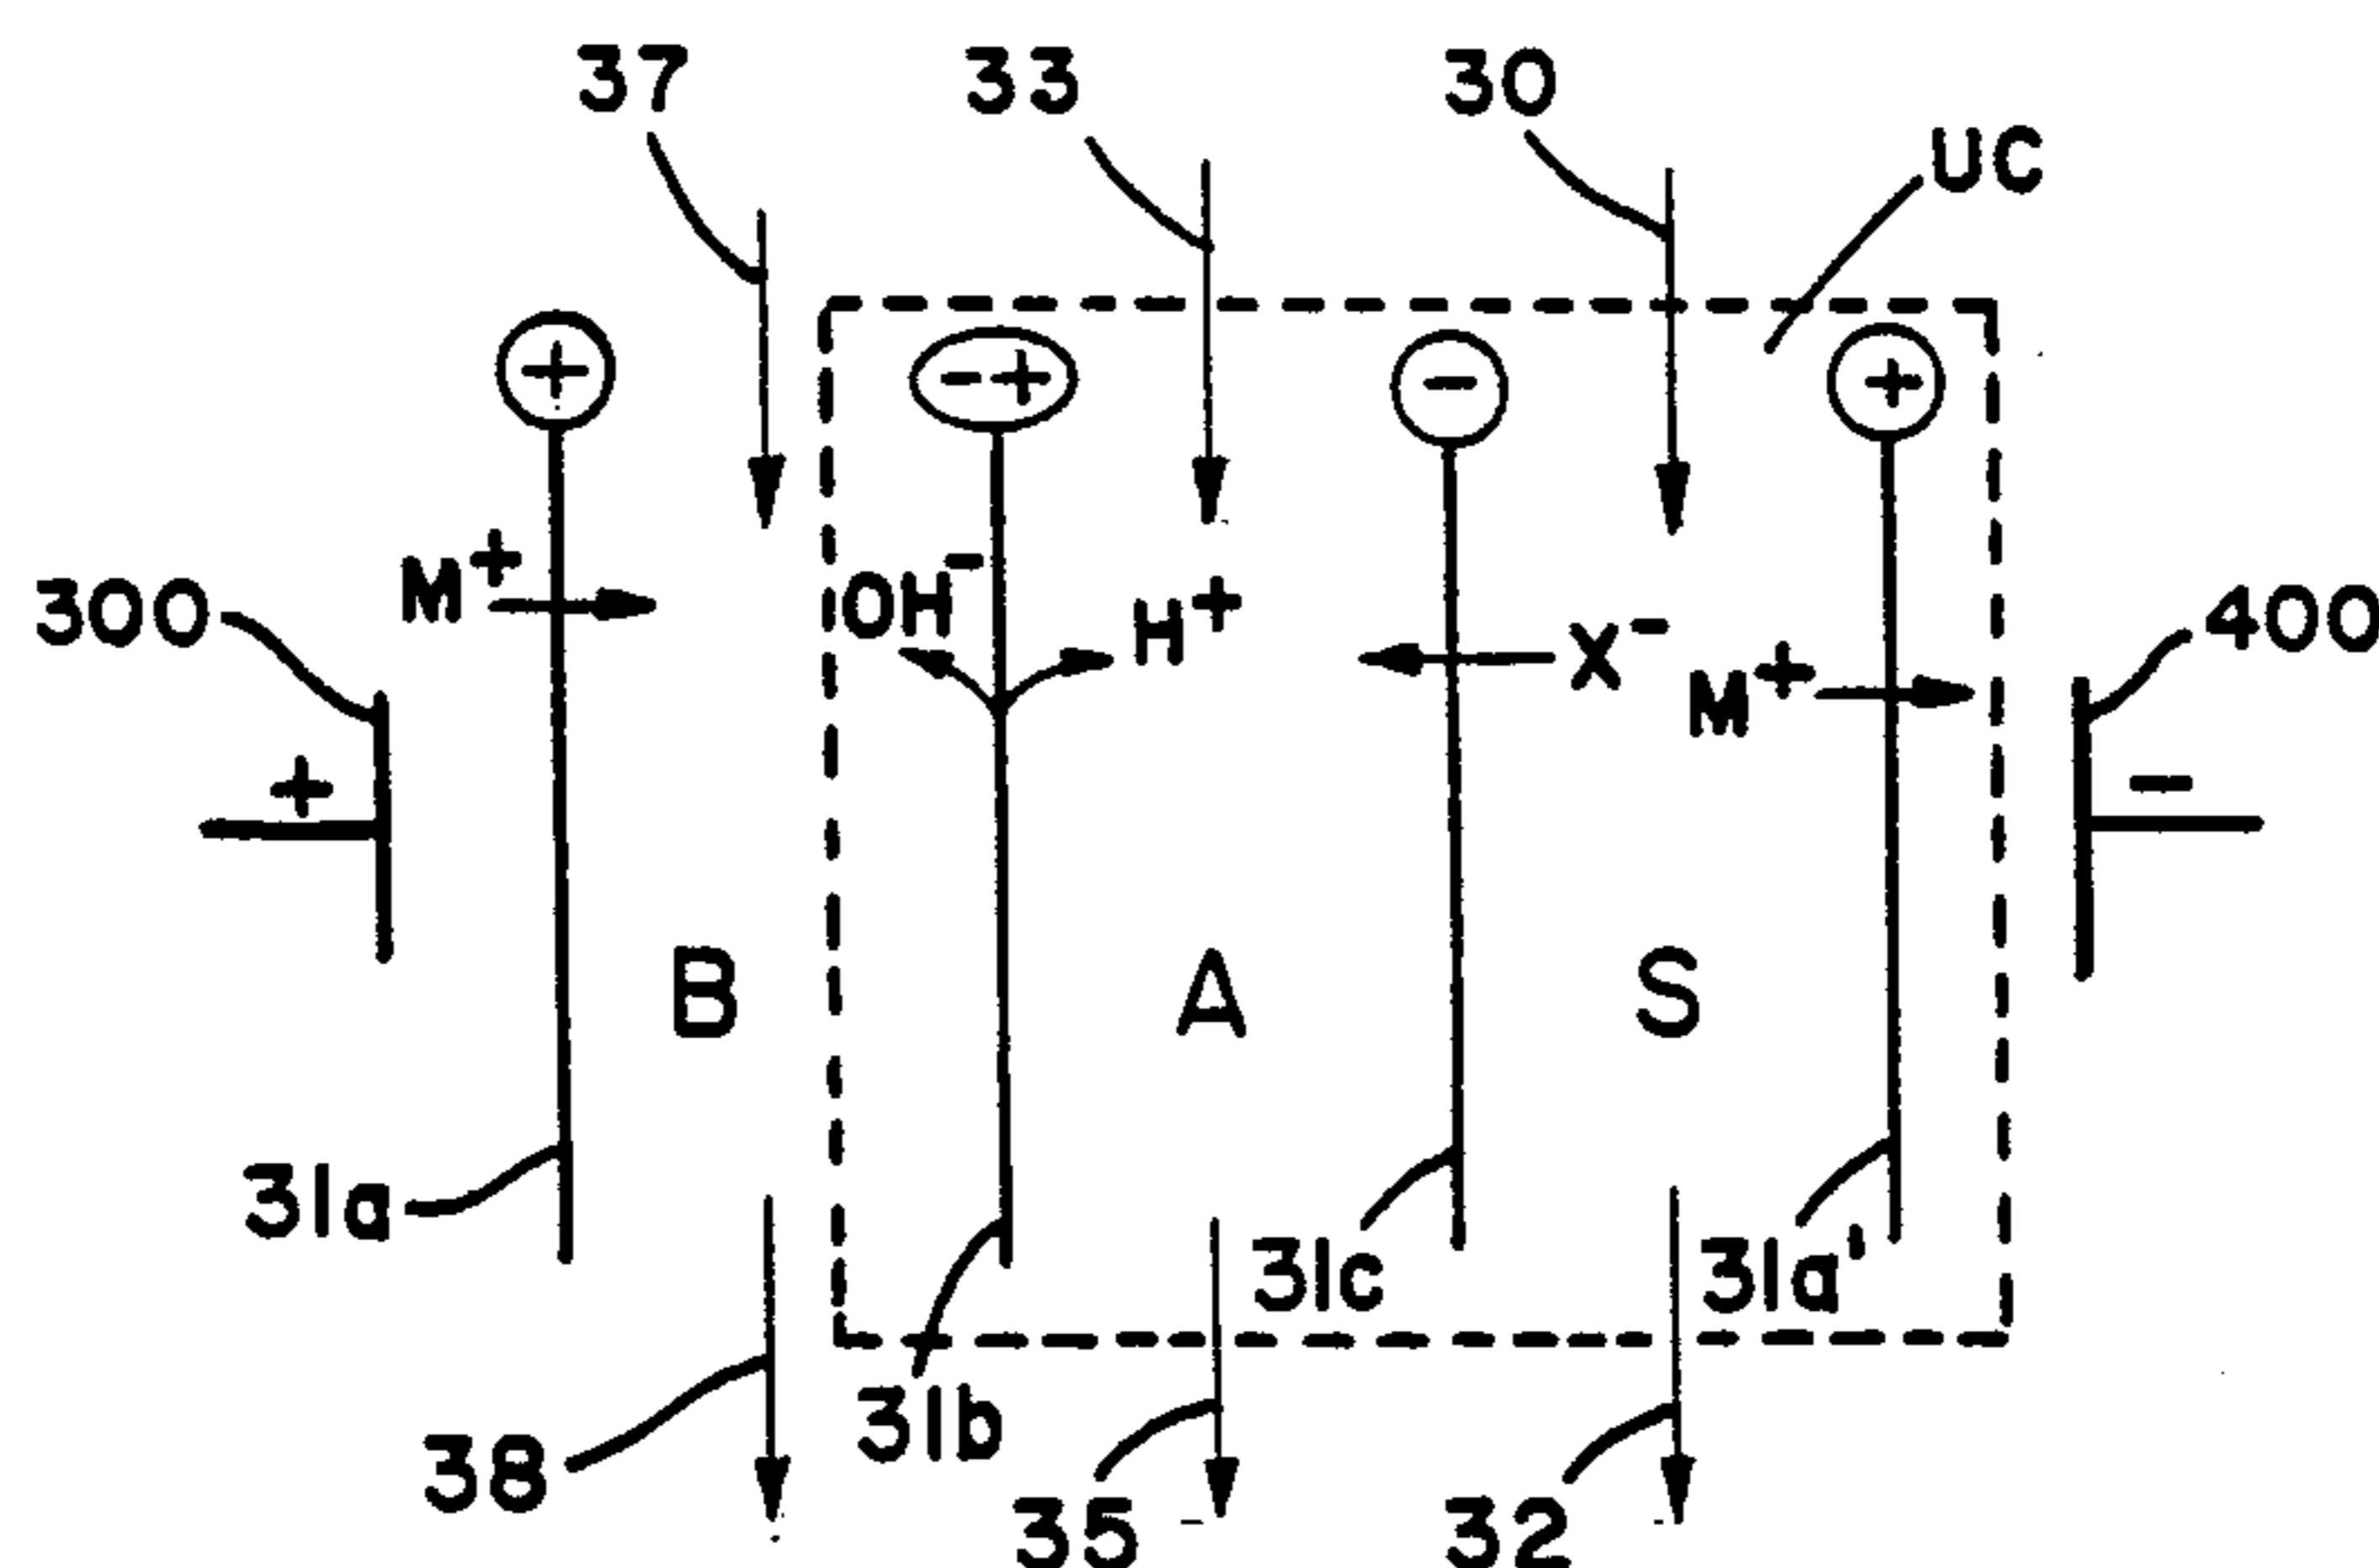 37 33 30 UC
+ -+ - +
M+ OH- H+ X- M+
300 400
+ -
B A S
31a 31c 31a'
38 31b
35 32